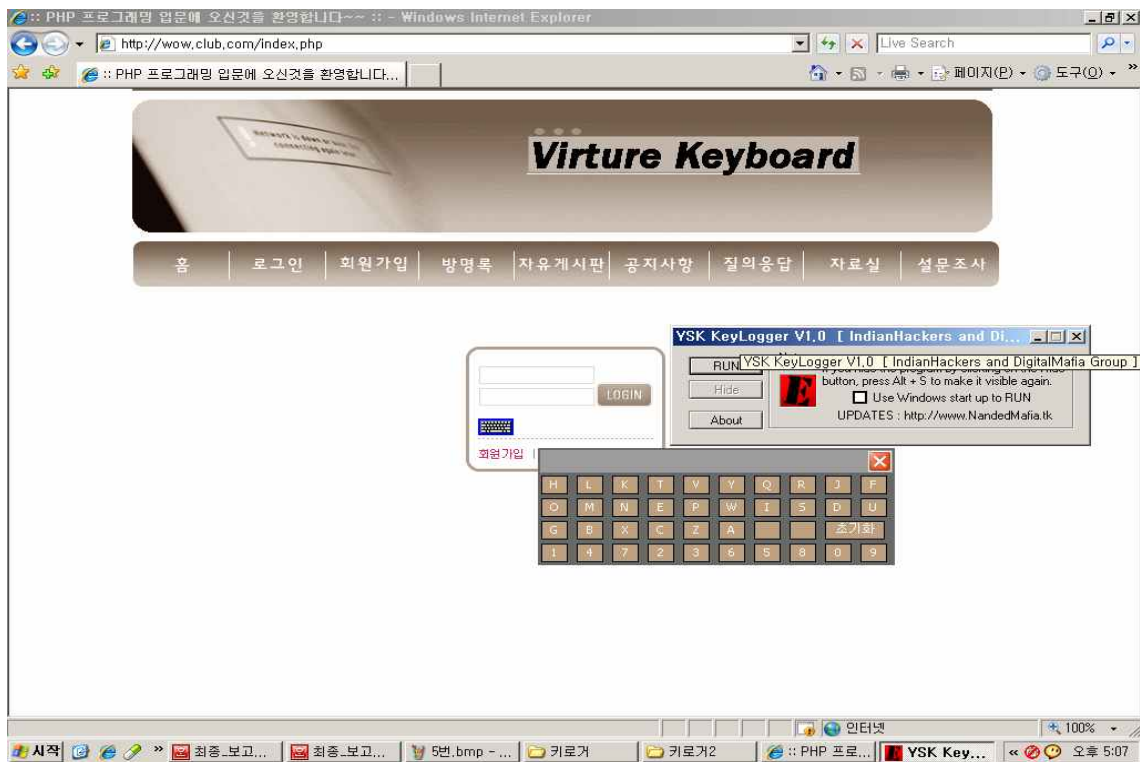 :: PHP 프로그래밍 입문에 오신것을 환영합니다~~ :: - Windows Internet Explorer
http://wow.club.com/index.php
Live Search
:: PHP 프로그래밍 입문에 오신것을 환영합니다...
페이지(P)
도구(O)
Virture Keyboard
홈 로그인 회원가입 방명록 자유게시판 공지사항 질의응답 자료실 설문조사
YSK KeyLogger V1.0 [ IndianHackers and Di...
RUN
YSK KeyLogger V1.0 [ IndianHackers and DigitalMafia Group ]
Hide
button, press Alt + S to make it visible again.
Use Windows start up to RUN
About
UPDATES : http://www.NandedMafia.tk
LOGIN
회원가입
H L K T V Y Q R J F
O M N E P W I S D U
G B X C Z A 초기화
1 4 7 2 3 6 5 8 0 9
인터넷
100%
시작
최종_보고...
최종_보고...
5번.bmp - ...
키로거
키로거2
:: PHP 프로...
YSK Key...
오후 5:07